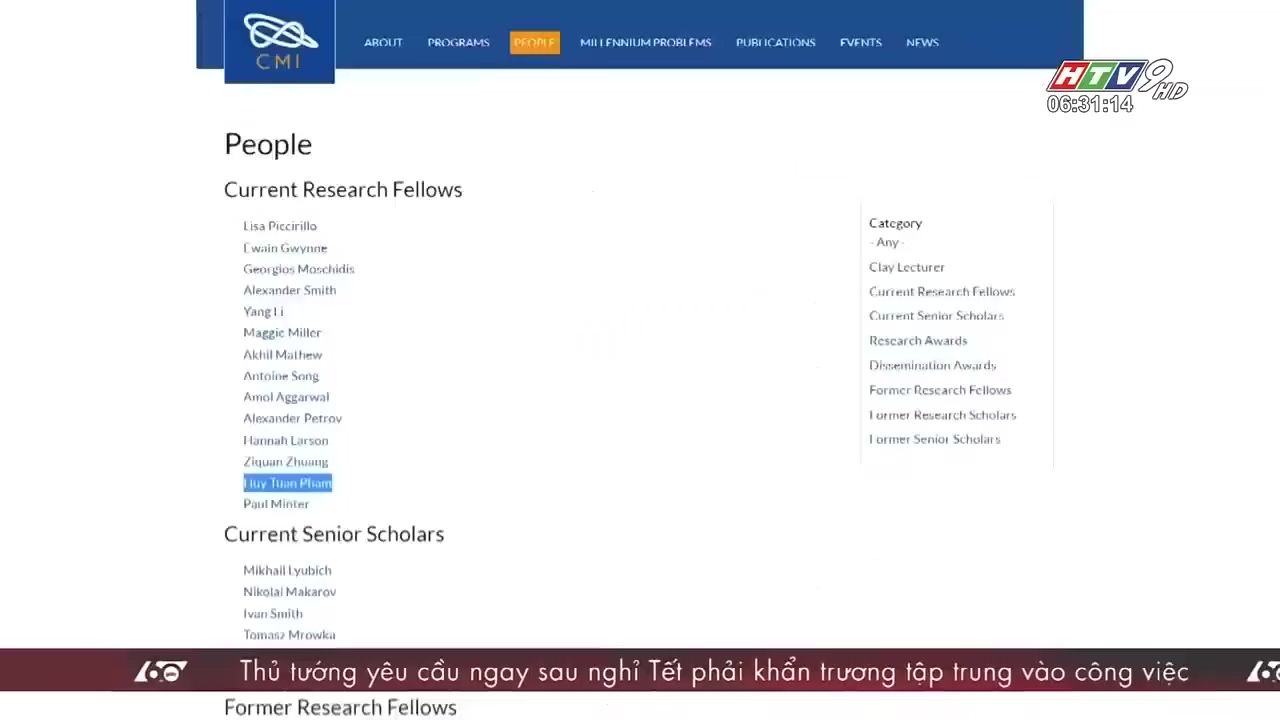 CMI
ABOUT PROGRAMS PEOPLE MILLENNIUM PROBLEMS PUBLICATIONS EVENTS NEWS
HTV9 HD
06:31:14
People
Current Research Fellows
Lisa Piccirillo
Ewain Gwynne
Georgios Moschidis
Alexander Smith
Yang Li
Maggie Miller
Akhil Mathew
Antoine Song
Amol Aggarwal
Alexander Petrov
Hannah Larson
Ziquan Zhuang
Huy Tuan Pham
Paul Minter
Category
- Any -
Clay Lecturer
Current Research Fellows
Current Senior Scholars
Research Awards
Dissemination Awards
Former Research Fellows
Former Research Scholars
Former Senior Scholars
Current Senior Scholars
Mikhail Lyubich
Nikolai Makarov
Ivan Smith
Tomasz Mrowka
Thủ tướng yêu cầu ngay sau nghỉ Tết phải khẩn trương tập trung vào công việc
Former Research Fellows